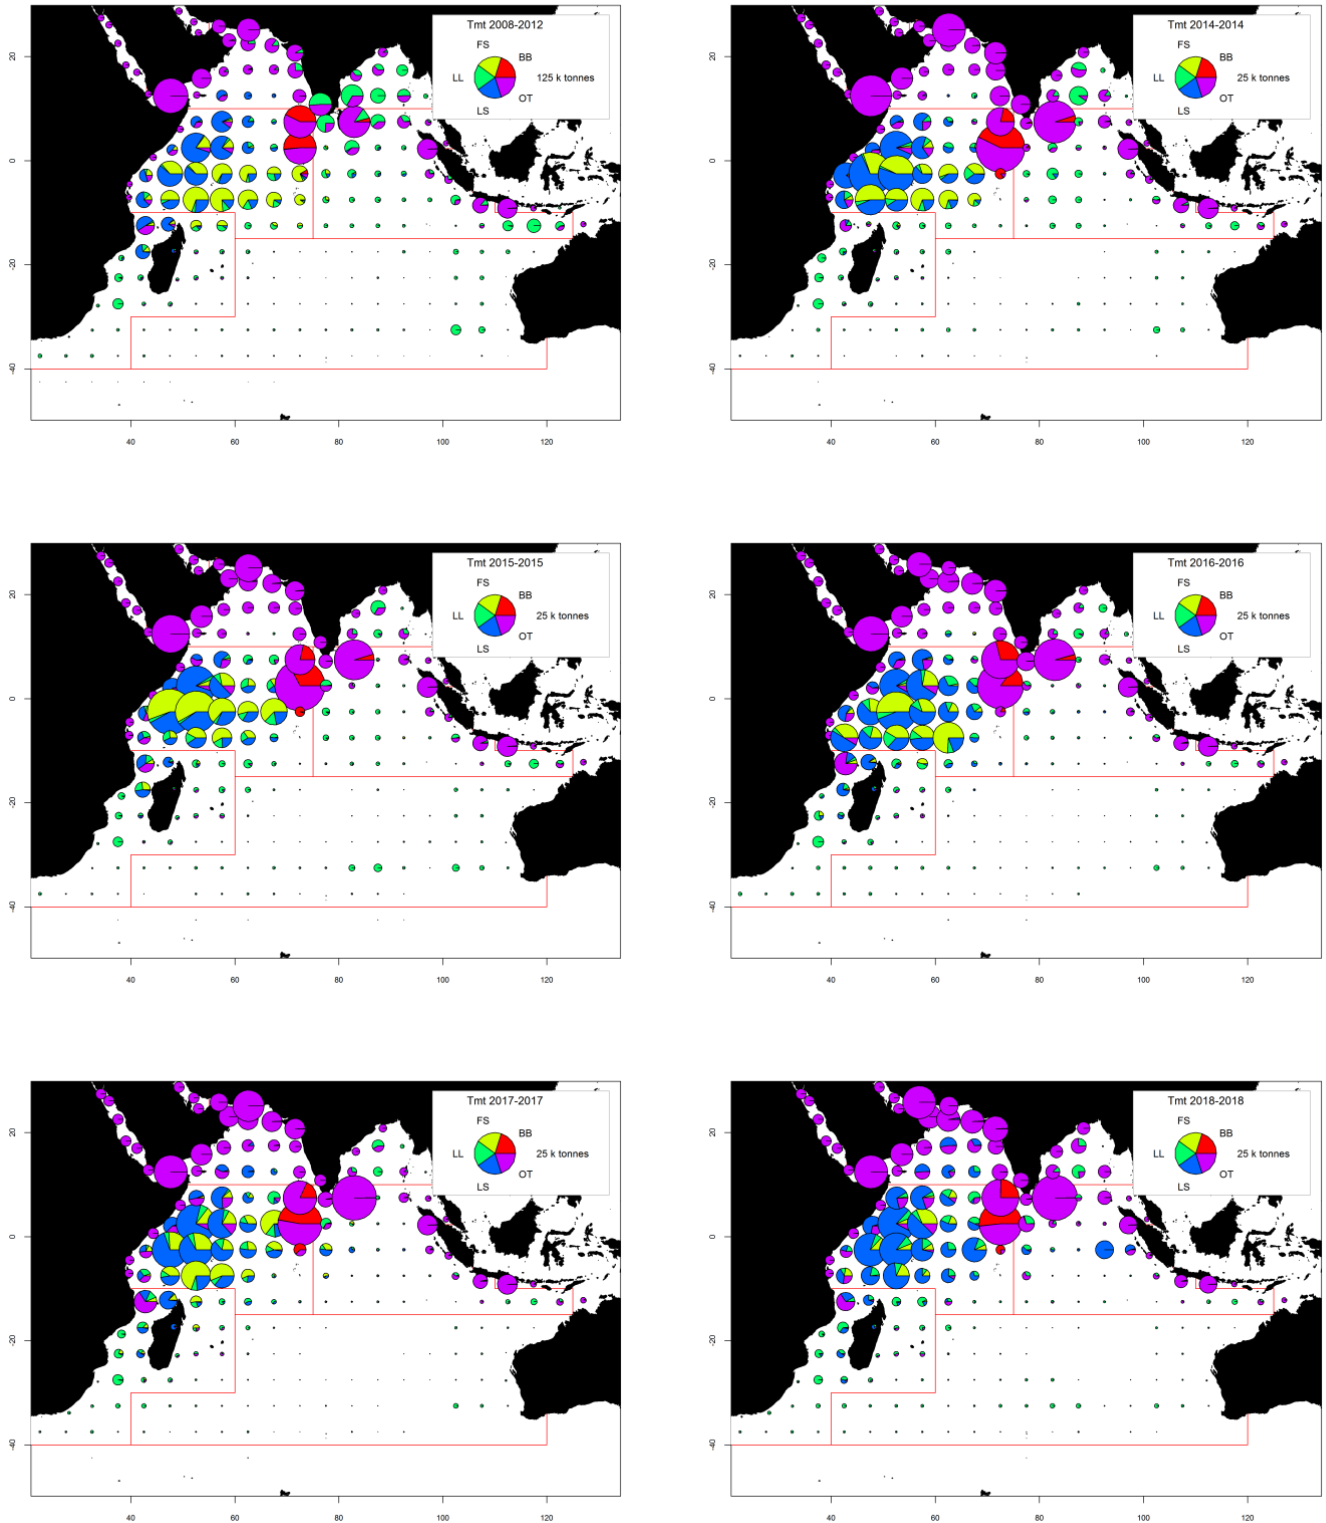 Tmt 2008-2012
FS
BB
LL
125 k tonnes
OT
LS
20
0
-20
-40
40
60
80
100
120
Tmt 2014-2014
FS
BB
LL
25 k tonnes
OT
LS
20
0
-20
-40
40
60
80
100
120
Tmt 2015-2015
FS
BB
LL
25 k tonnes
OT
LS
20
0
-20
-40
40
60
80
100
120
Tmt 2016-2016
FS
BB
LL
25 k tonnes
OT
LS
20
0
-20
-40
40
60
80
100
120
Tmt 2017-2017
FS
BB
LL
25 k tonnes
OT
LS
20
0
-20
-40
40
60
80
100
120
Tmt 2018-2018
FS
BB
LL
25 k tonnes
OT
LS
20
0
-20
-40
40
60
80
100
120